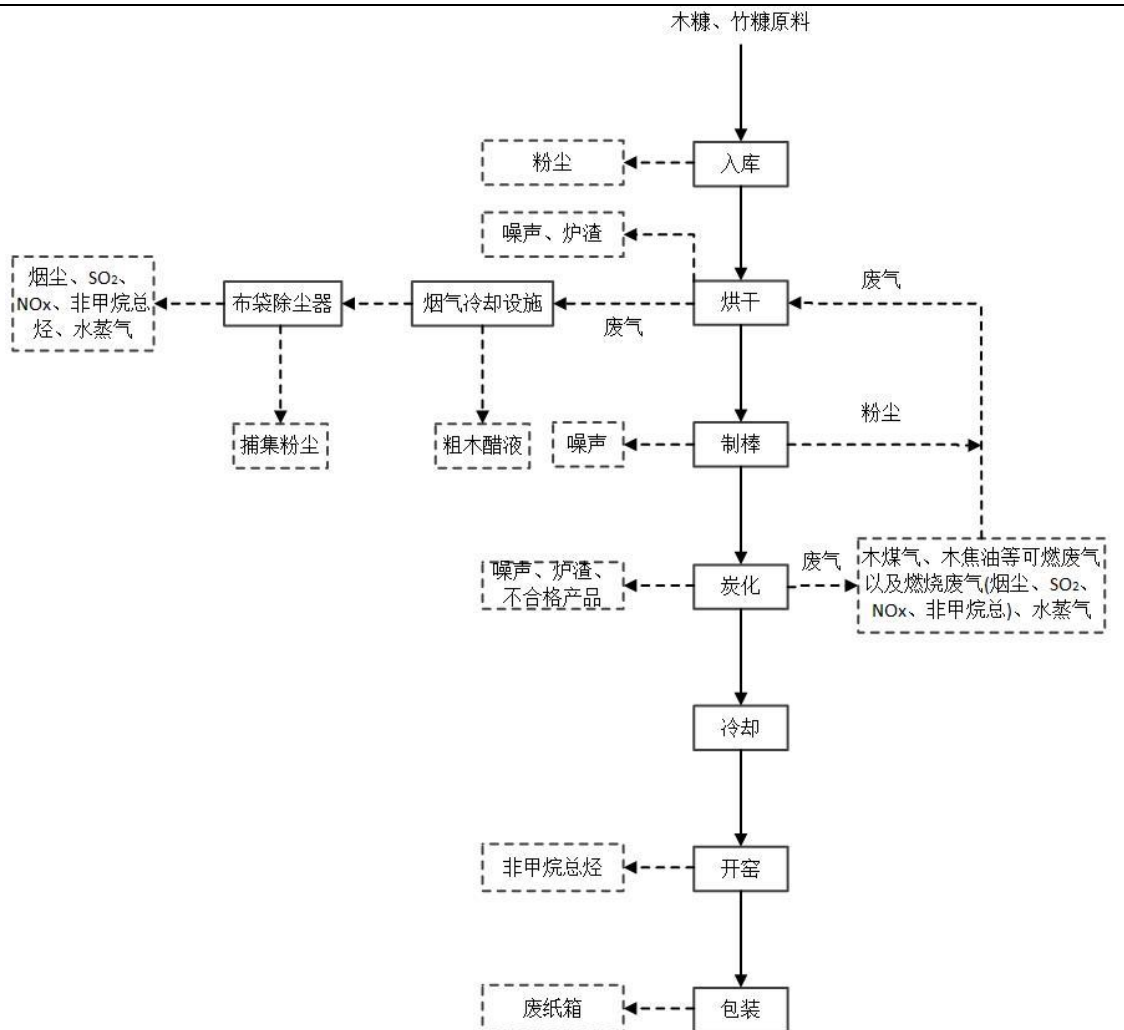 木糠、竹糠原料
粉尘
入库
噪声、炉渣
废气
烟尘、SO₂、
NOx、非甲烷总
烃、水蒸气
布袋除尘器
烟气冷却设施
废气
烘干
粉尘
捕集粉尘
粗木醋液
噪声
制棒
噪声、炉渣、
不合格产品
炭化
废气
木煤气、木焦油等可燃废气
以及燃烧废气(烟尘、SO₂、
NOx、非甲烷总)、水蒸气
冷却
非甲烷总烃
开窑
废纸箱
包装